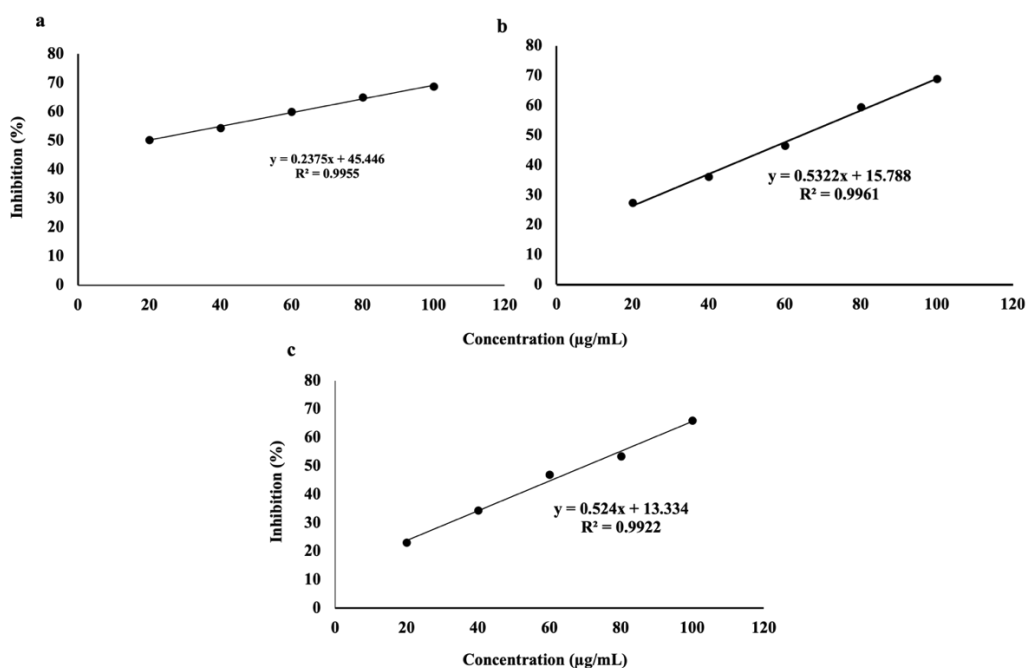 a
80
70
60
50
40
30
20
10
0
Inhibition (%)
y = 0.2375x + 45.446
R² = 0.9955
0 20 40 60 80 100 120
b
80
70
60
50
40
30
20
10
0
y = 0.5322x + 15.788
R² = 0.9961
0 20 40 60 80 100 120
Concentration (µg/mL)
c
80
70
60
50
40
30
20
10
0
Inhibition (%)
y = 0.524x + 13.334
R² = 0.9922
0 20 40 60 80 100 120
Concentration (µg/mL)